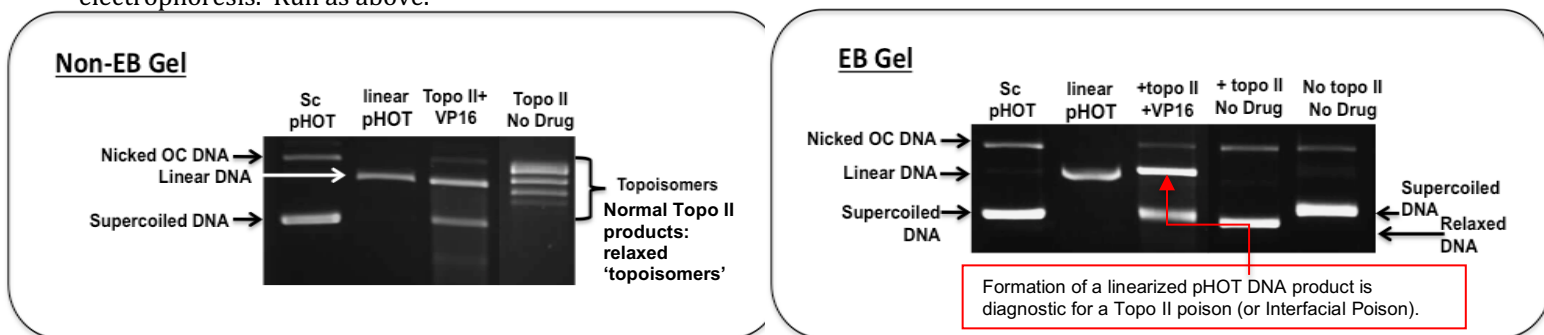 electrophoresis. Run as above.
Non-EB Gel
Sc
pHOT
linear
pHOT
Topo II+
VP16
Topo II
No Drug
Nicked OC DNA
Linear DNA
Supercoiled DNA
Topoisomers
Normal Topo II
products:
relaxed
‘topoisomers’
EB Gel
Sc
pHOT
linear
pHOT
+topo II
+VP16
+ topo II
No Drug
No topo II
No Drug
Nicked OC DNA
Linear DNA
Supercoiled
DNA
Supercoiled
DNA
Relaxed
DNA
Formation of a linearized pHOT DNA product is
diagnostic for a Topo II poison (or Interfacial Poison).